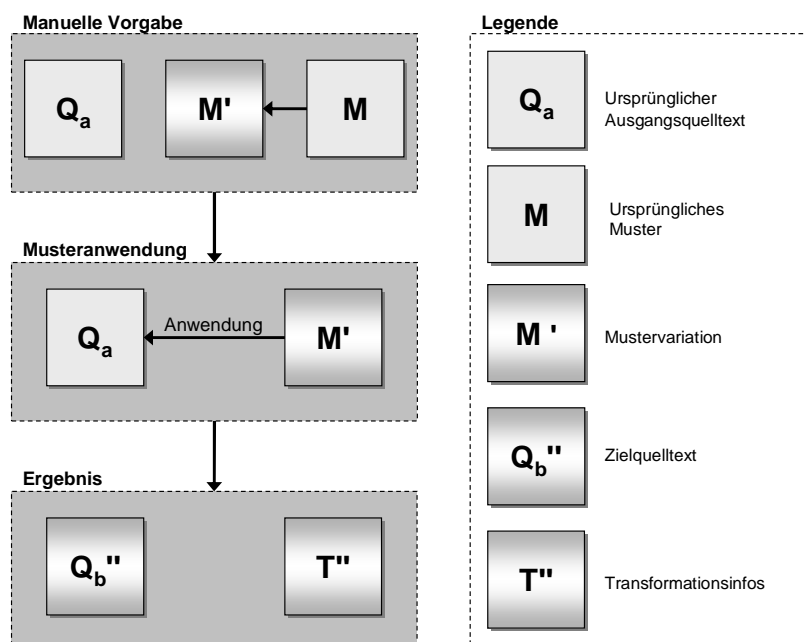 Manuelle Vorgabe
Qa
M'
M
Musteranwendung
Qa
Anwendung
M'
Ergebnis
Qb''
T''
Legende
Qa
Ursprünglicher
Ausgangsquelltext
M
Ursprüngliches
Muster
M '
Mustervariation
Qb''
Zielquelltext
T''
Transformationsinfos